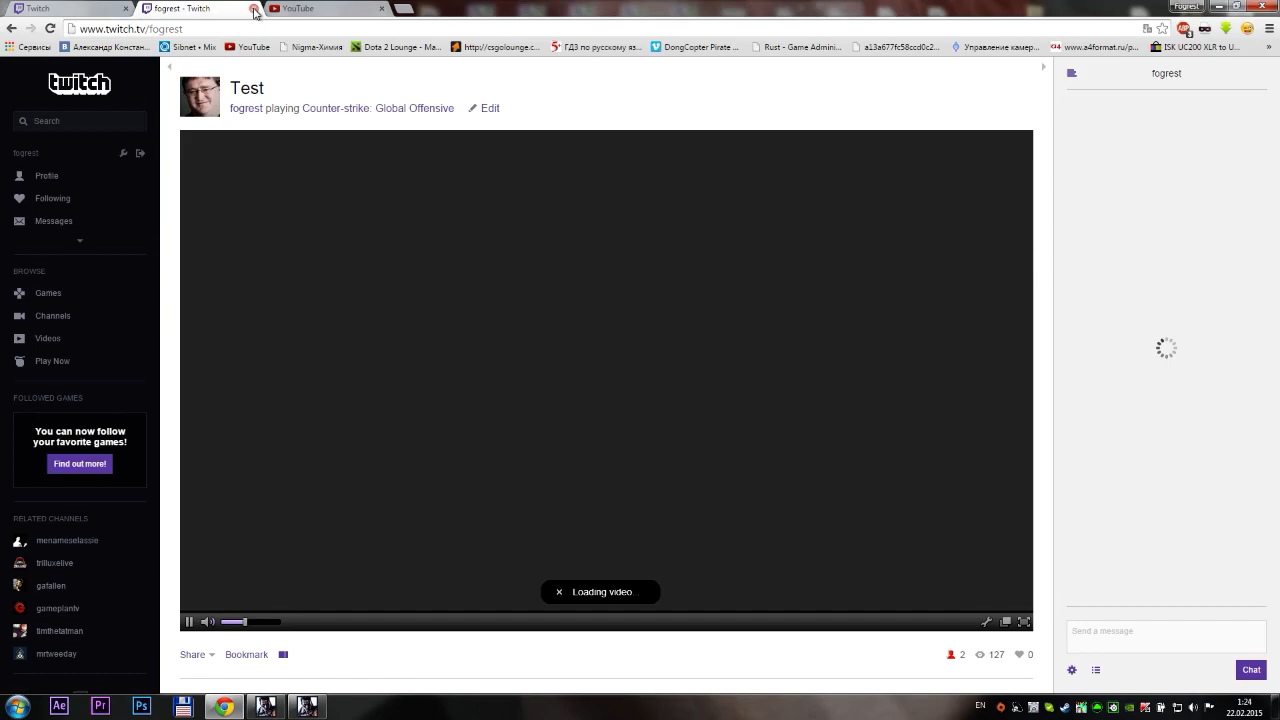 Twitch
fogrest - Twitch
YouTube
Fogrest
www.twitch.tv/fogrest
Сервисы
Александр Констан...
Sibnet • Mix
YouTube
Nigma-Химия
Dota 2 Lounge - Ma...
http://csgolounge.c...
ГДЗ по русскому яз...
DongCopter Pirate ...
Rust - Game Admini...
a13a677fc58ccd0c2...
Управление камер...
www.a4format.ru/p...
ISK UC200 XLR to Y...
twitch
Search
fogrest
Profile
Following
Messages
BROWSE
Games
Channels
Videos
Play Now
FOLLOWED GAMES
You can now follow
your favorite games!
Find out more!
RELATED CHANNELS
menameselassie
trilluxelive
gafallen
gameplanlv
timthetatman
mrtweeday
Test
fogrest playing Counter-strike: Global Offensive
Edit
Loading video...
Share
Bookmark
2
127
0
fogrest
Send a message
Chat
Ae
Pr
Ps
EN
1:24
22.02.2015